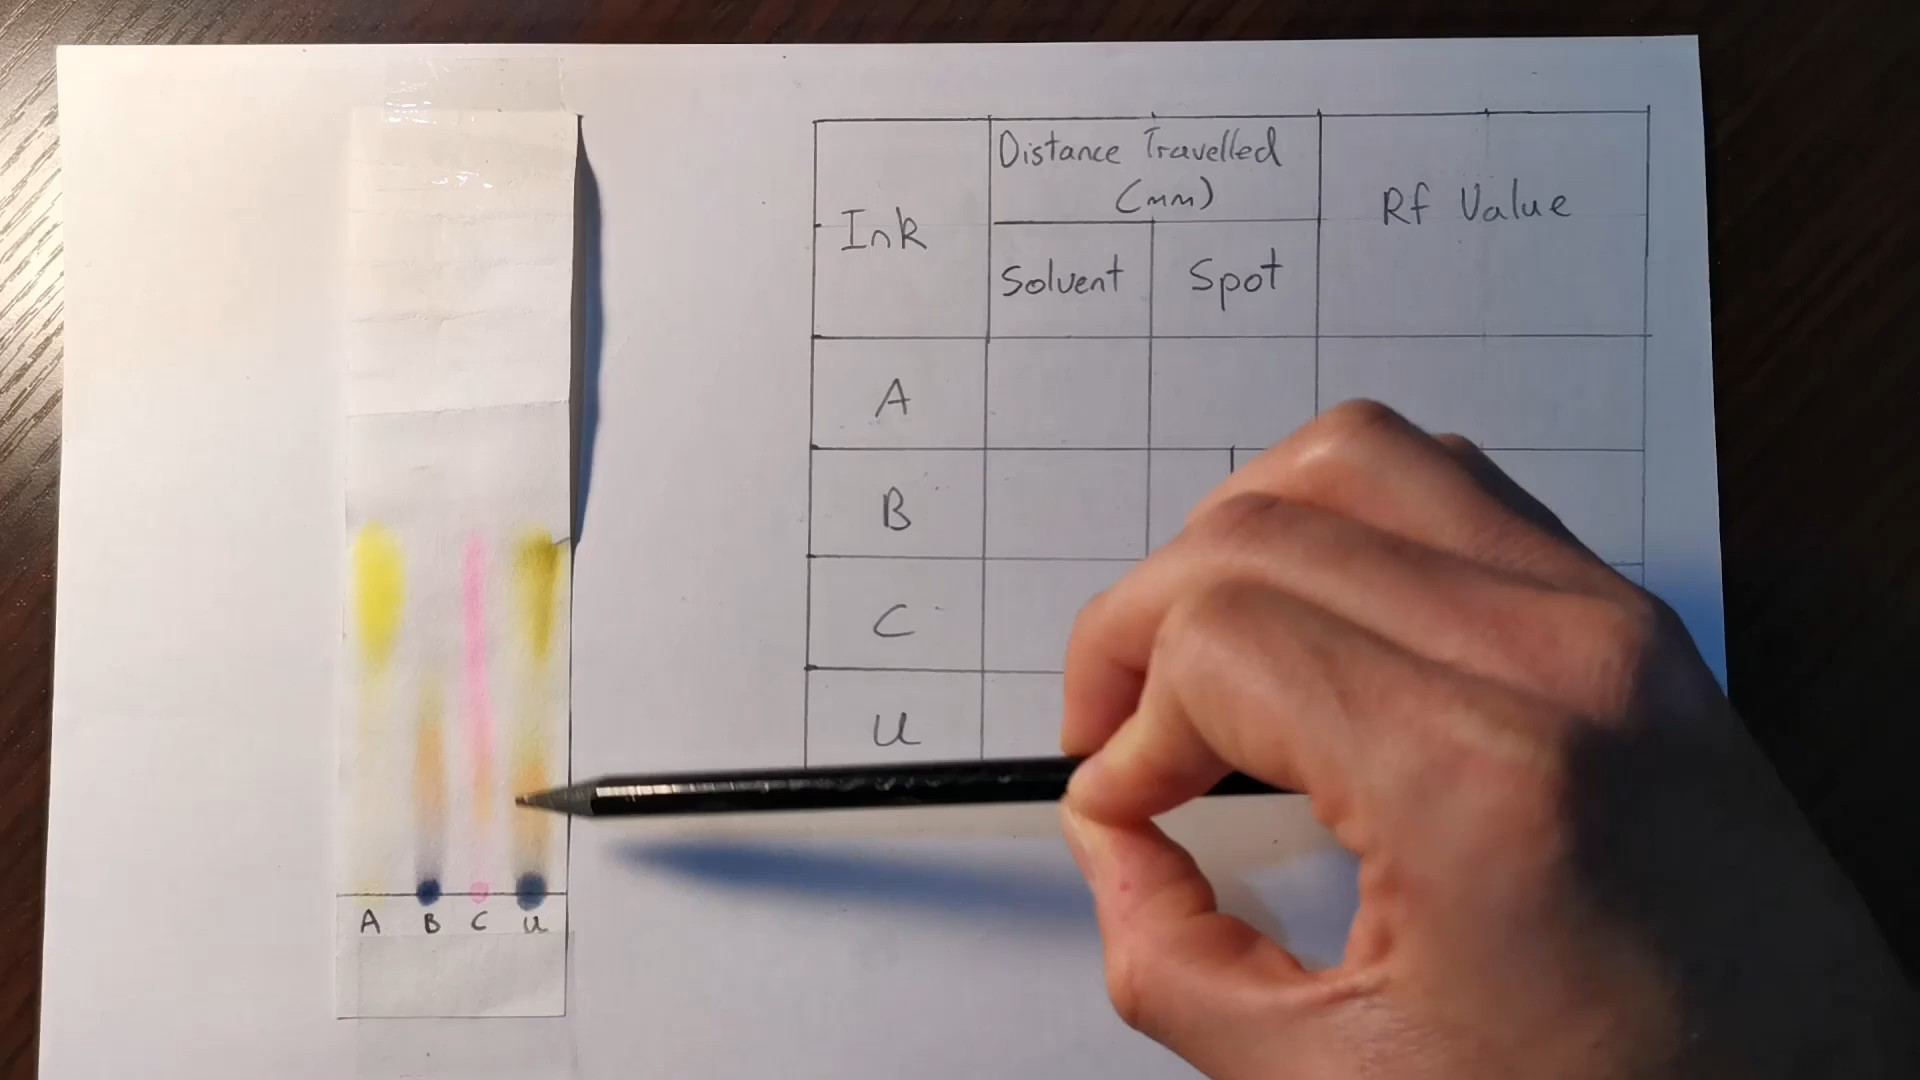 Ink
Distance Travelled
(mm)
Solvent
Spot
Rf Value
A
B
C
U
A B C U